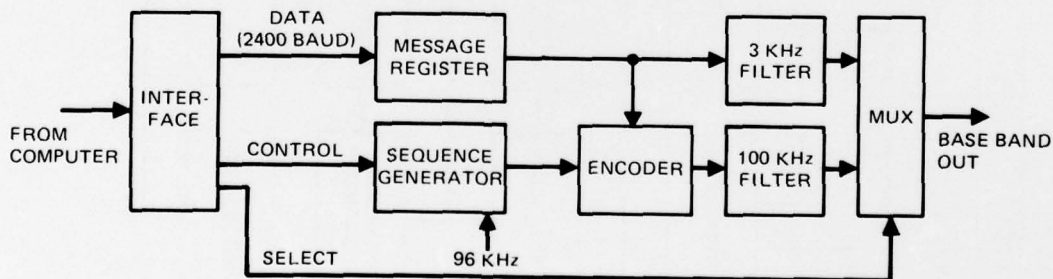 DATA
(2400 BAUD)
MESSAGE
REGISTER
3 KHz
FILTER
INTER-
FACE
MUX
FROM
COMPUTER
BASE BAND
OUT
CONTROL
SEQUENCE
GENERATOR
ENCODER
100 KHz
FILTER
SELECT
96 KHz